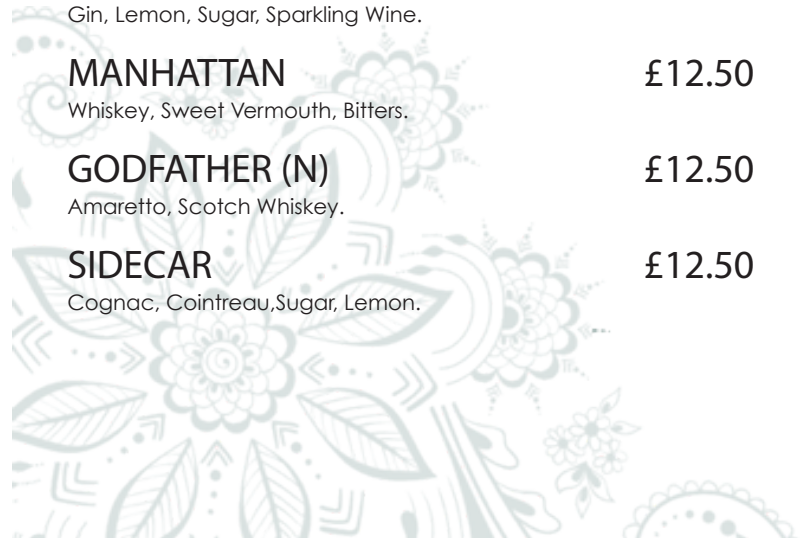 Gin, Lemon, Sugar, Sparkling Wine.
MANHATTAN £12.50
Whiskey, Sweet Vermouth, Bitters.
GODFATHER (N) £12.50
Amaretto, Scotch Whiskey.
SIDECAR £12.50
Cognac, Cointreau,Sugar, Lemon.